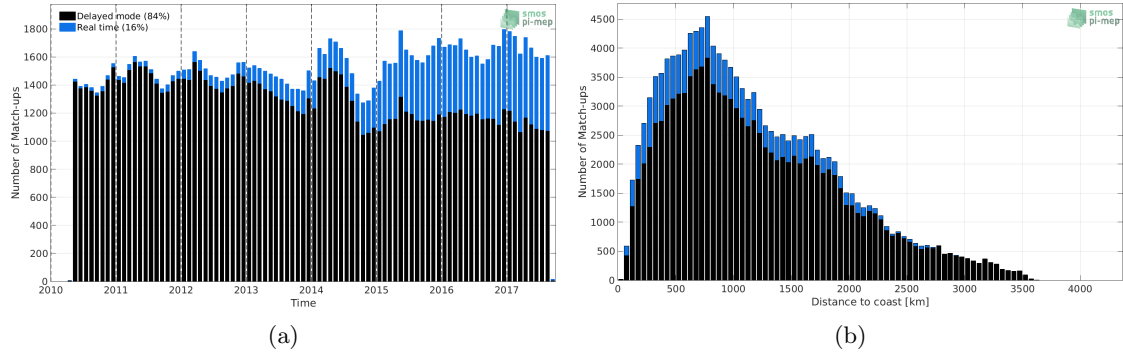 Delayed mode (84%)
Real time (16%)
smos
pi-mep
Number of Match-ups
1800
1600
1400
1200
1000
800
600
400
200
0
2010 2011 2012 2013 2014 2015 2016 2017
Time
(a)
smos
pi-mep
Number of Match-ups
4500
4000
3500
3000
2500
2000
1500
1000
500
0
0 500 1000 1500 2000 2500 3000 3500 4000
Distance to coast [km]
(b)